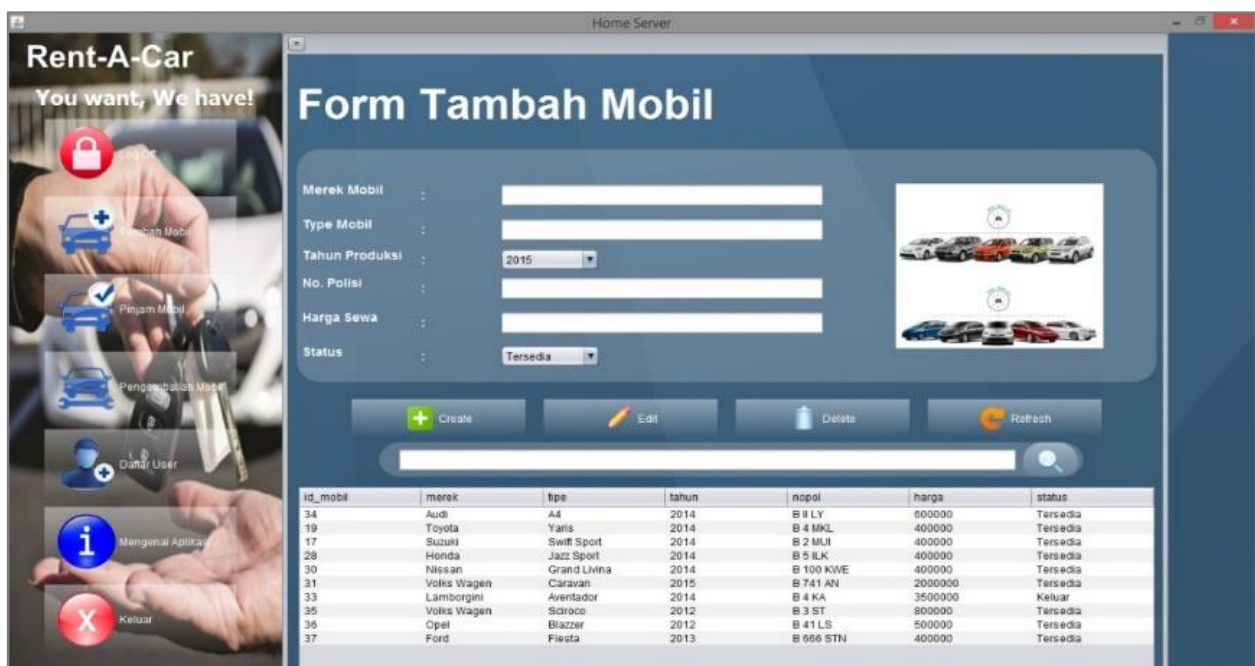 Home Server
Rent-A-Car
You want, We have!
Log Off
Tambah Mobil
Pinjam Mobil
Pengembalian Mobil
Daftar User
i
Mengenai Aplikasi
X
Keluar
Form Tambah Mobil
Merek Mobil :
Type Mobil :
Tahun Produksi : 2015
No. Polisi :
Harga Sewa :
Status : Tersedia
Create Edit Delete Refresh
id_mobil merek tipe tahun nopol harga status
34 Audi A4 2014 B II LY 600000 Tersedia
19 Toyota Yaris 2014 B 4 MKL 400000 Tersedia
17 Suzuki Swift Sport 2014 B 2 MUI 400000 Tersedia
28 Honda Jazz Sport 2014 B 5 ILK 400000 Tersedia
30 Nissan Grand Livina 2014 B 100 KWE 400000 Tersedia
31 Volks Wagen Caravan 2015 B 741 AN 2000000 Tersedia
33 Lamborgini Aventador 2014 B 4 KA 3500000 Keluar
35 Volks Wagen Sciroco 2012 B 3 ST 800000 Tersedia
36 Opel Blazzer 2012 B 41 LS 500000 Tersedia
37 Ford Fiesta 2013 B 666 STN 400000 Tersedia